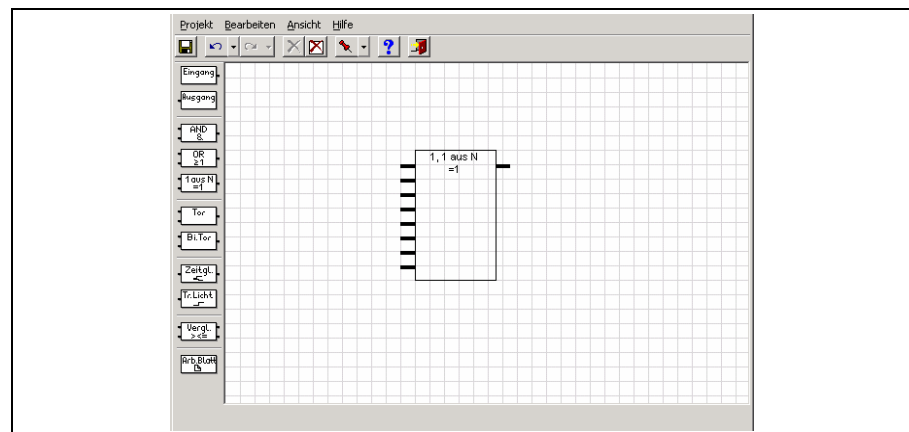 Projekt Bearbeiten Ansicht Hilfe
?
Eingang
Ausgang
AND
&
OR
≥1
1 aus N
=1
Tor
Bi.Tor
Zeitgl.
Tr.Licht
Vergl.
><=
Arb.Blatt
1, 1 aus N
=1